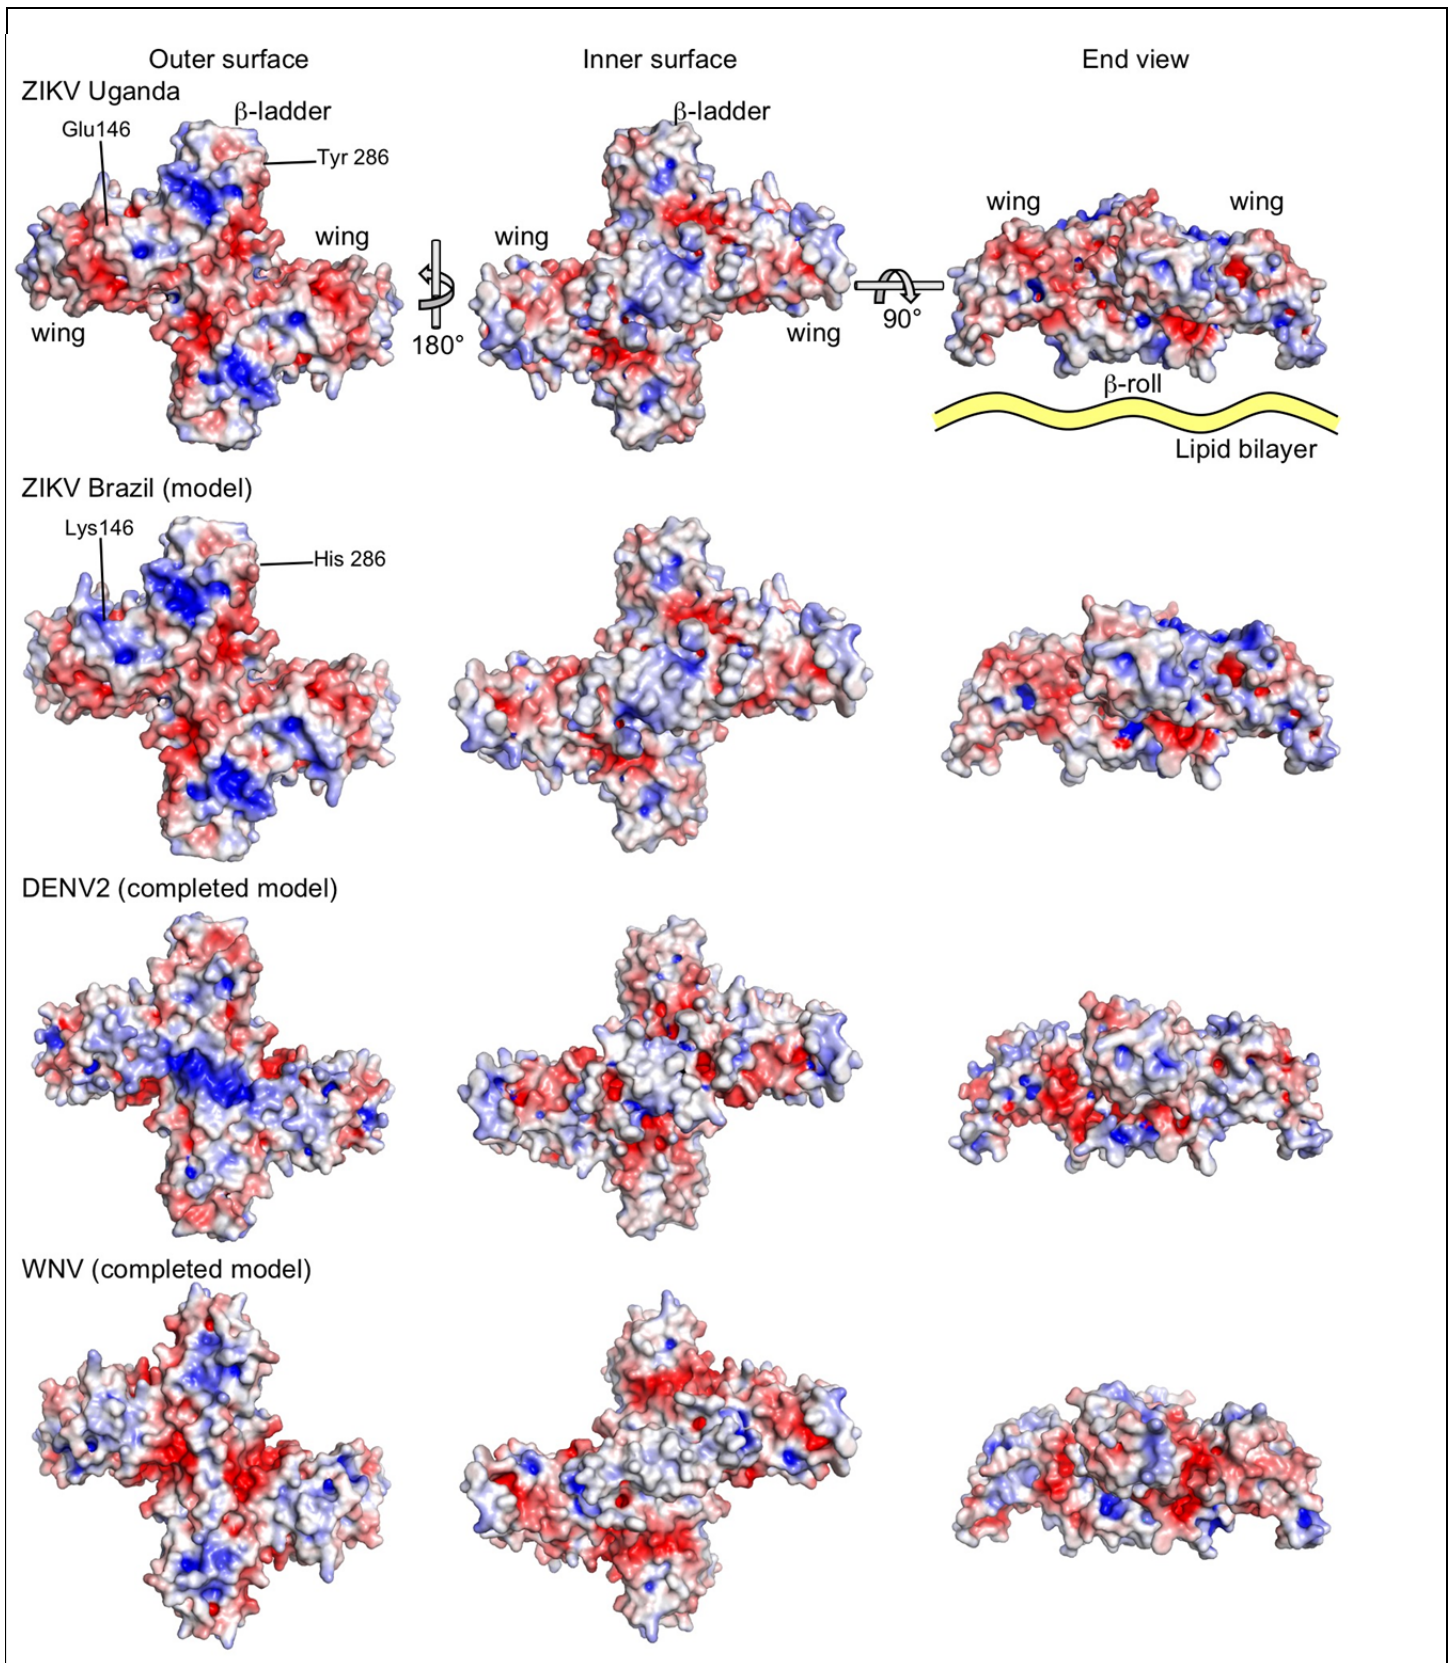 Outer surface
Inner surface
End view
ZIKV Uganda
β-ladder
β-ladder
Glu146
Tyr 286
wing
wing
wing
wing
wing
wing
180°
90°
β-roll
Lipid bilayer
ZIKV Brazil (model)
Lys146
His 286
DENV2 (completed model)
WNV (completed model)